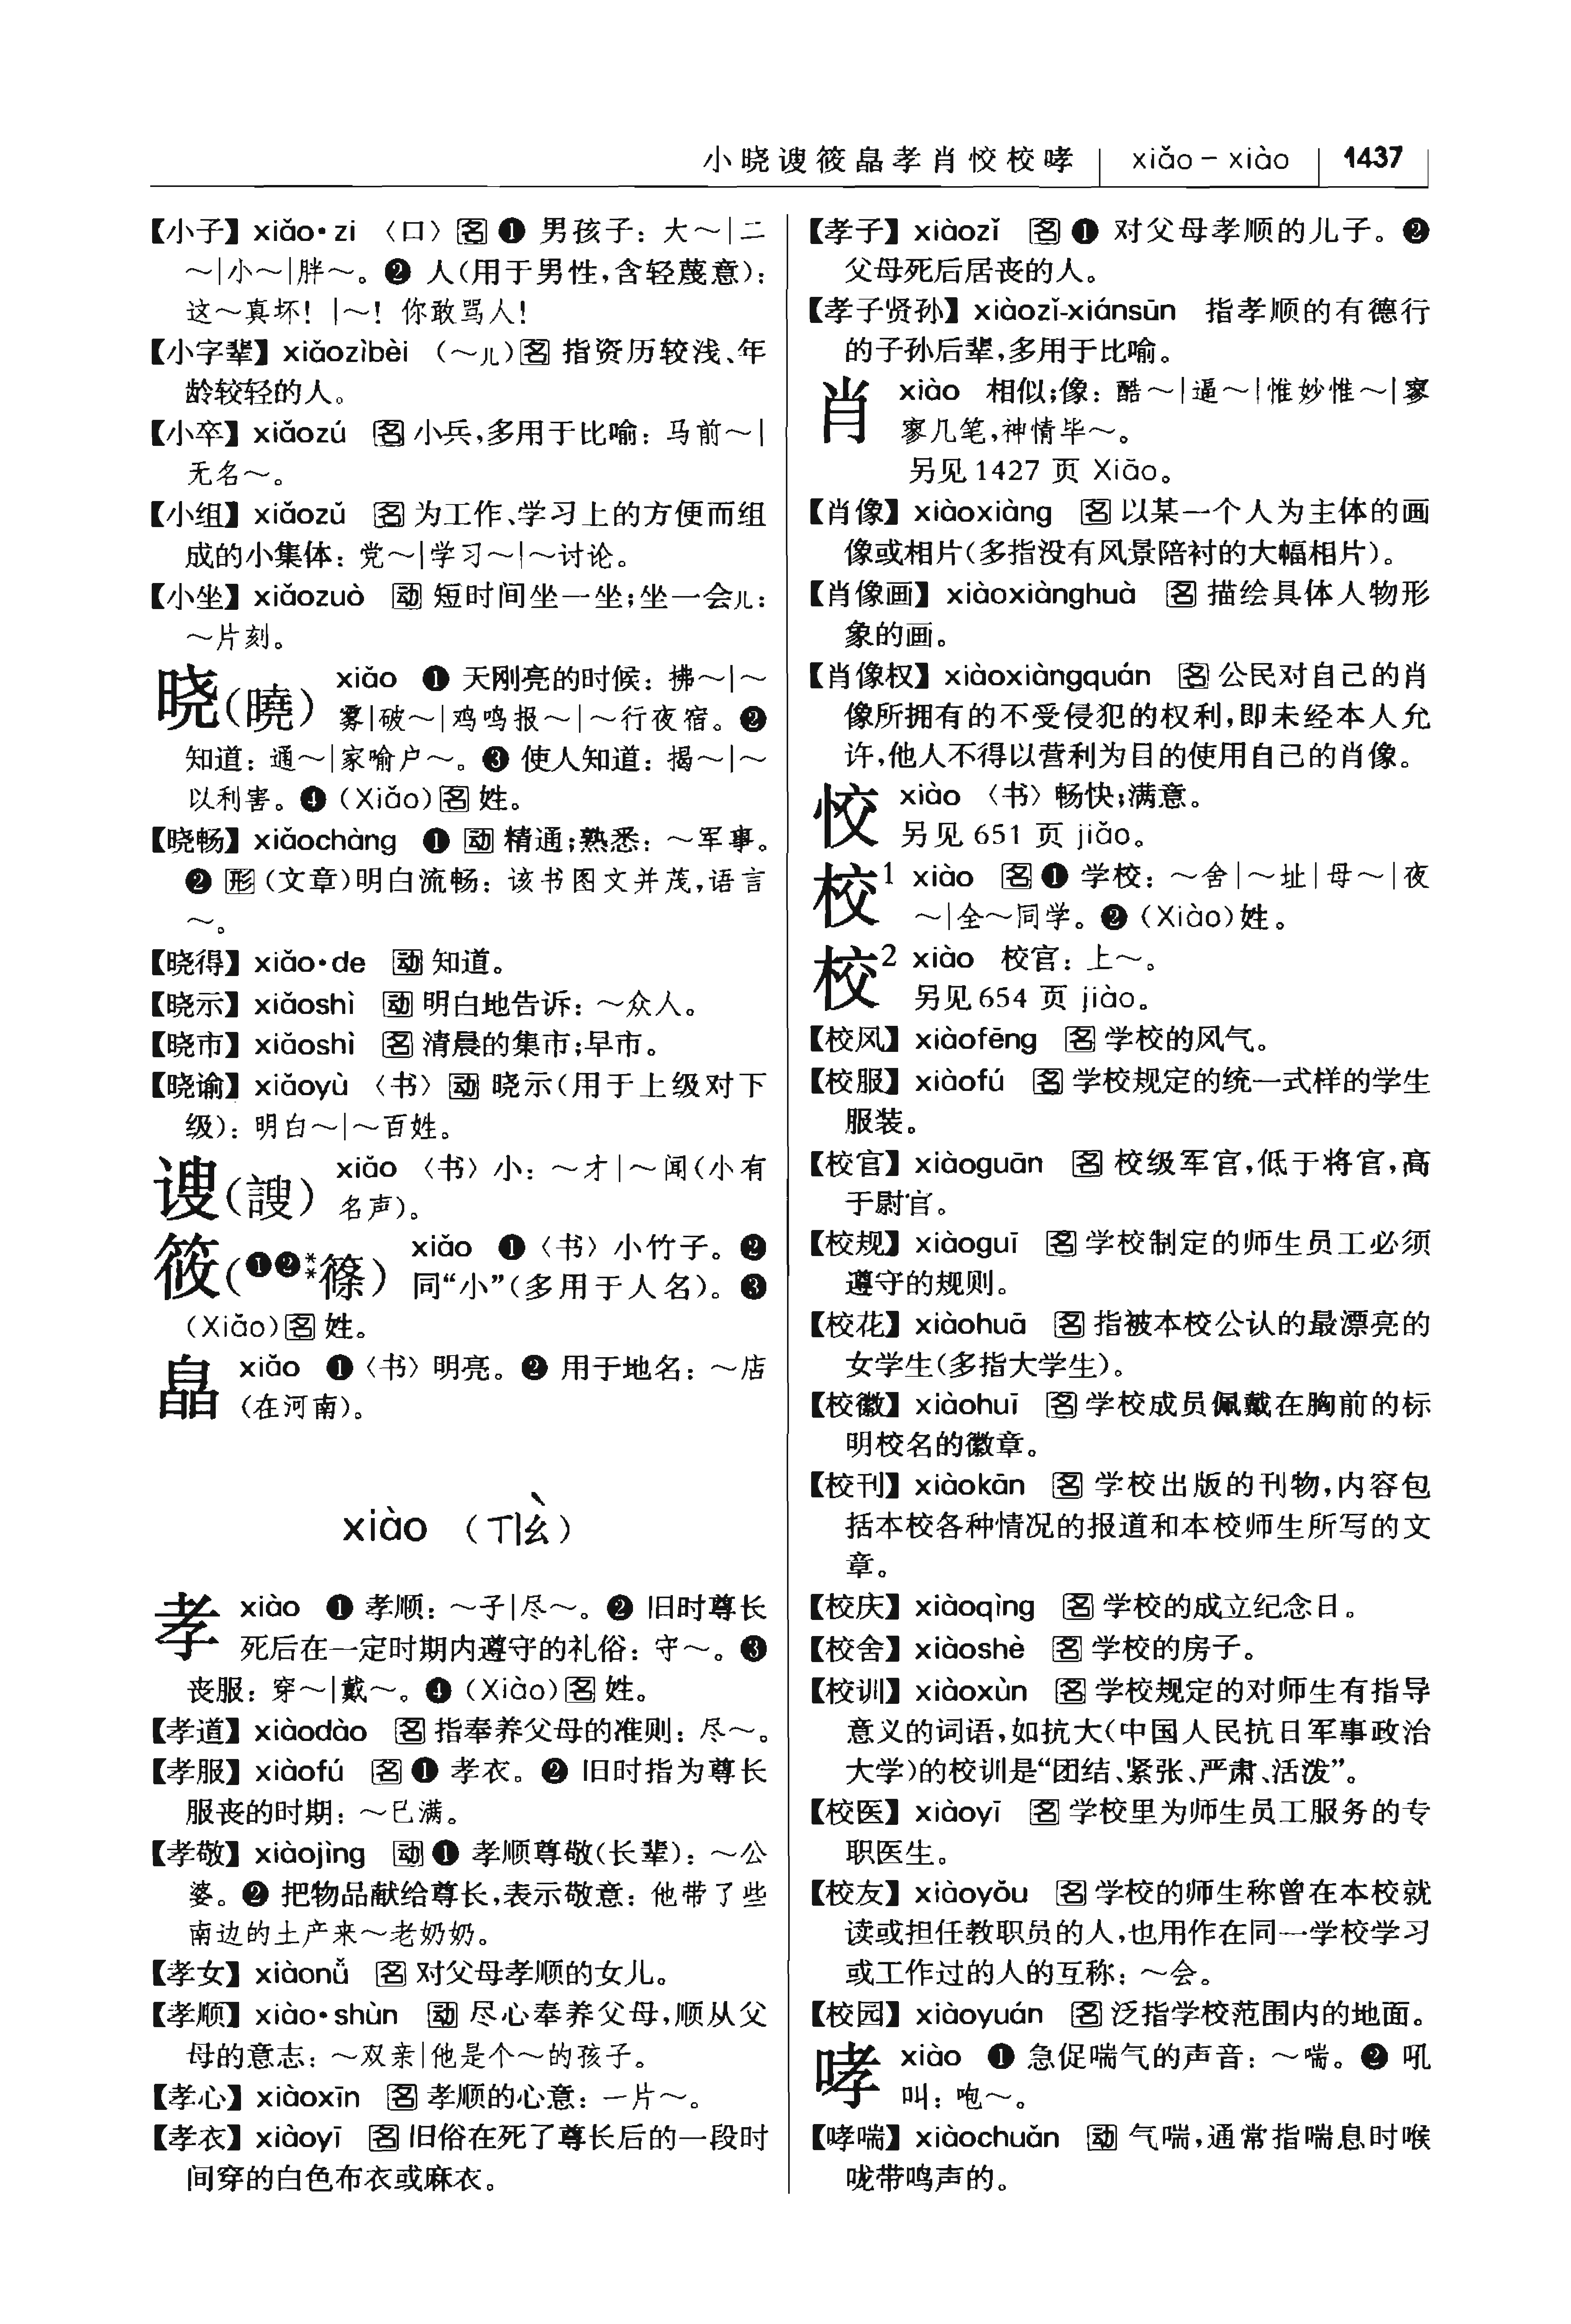 小晓謏筱皛孝肖恔校哮 xiǎo－xiào 1437
【小子】xiǎo·zi 〈口〉名❶ 男孩子：大～|二
～|小～|胖～。❷ 人（用于男性，含轻蔑意）：
这～真坏！|～！你敢骂人！
【小字辈】xiǎozìbèi （～儿）名 指资历较浅、年
龄较轻的人。
【小卒】xiǎozú 名 小兵，多用于比喻：马前～|
无名～。
【小组】xiǎozǔ 名 为工作、学习上的方便而组
成的小集体：党～|学习～|～讨论。
【小坐】xiǎozuò 动 短时间坐一坐；坐一会儿：
～片刻。
晓（曉） xiǎo ❶ 天刚亮的时候：拂～|～
雾|破～|鸡鸣报～|～行夜宿。❷
知道：通～|家喻户～。❸ 使人知道：揭～|～
以利害。❹（Xiǎo）名 姓。
【晓畅】xiǎochàng ❶ 动 精通；熟悉：～军事。
❷ 形（文章）明白流畅：该书图文并茂，语言
～。
【晓得】xiǎo·de 动 知道。
【晓示】xiǎoshì 动 明白地告诉：～众人。
【晓市】xiǎoshì 名 清晨的集市；早市。
【晓谕】xiǎoyù 〈书〉动 晓示（用于上级对下
级）：明白～|～百姓。
𫍲（謏） xiǎo 〈书〉小：～才|～闻（小有
名声）。
筱（❶❷**篠） xiǎo ❶〈书〉小竹子。❷
同“小”（多用于人名）。❸
（Xiǎo）名 姓。
皛 xiǎo ❶〈书〉明亮。❷ 用于地名：～店
（在河南）。
xiào （ㄒㄧㄠˋ）
孝 xiào ❶ 孝顺：～子|尽～。❷ 旧时尊长
死后在一定时期内遵守的礼俗：守～。❸
丧服：穿～|戴～。❹（Xiào）名 姓。
【孝道】xiàodào 名 指奉养父母的准则：尽～。
【孝服】xiàofú 名❶ 孝衣。❷ 旧时指为尊长
服丧的时期：～已满。
【孝敬】xiàojìng 动❶ 孝顺尊敬（长辈）：～公
婆。❷ 把物品献给尊长，表示敬意：他带了些
南边的土产来～老奶奶。
【孝女】xiàonǚ 名 对父母孝顺的女儿。
【孝顺】xiào·shùn 动 尽心奉养父母，顺从父
母的意志：～双亲|他是个～的孩子。
【孝心】xiàoxīn 名 孝顺的心意：一片～。
【孝衣】xiàoyī 名 旧俗在死了尊长后的一段时
间穿的白色布衣或麻衣。
【孝子】xiàozǐ 名❶ 对父母孝顺的儿子。❷
父母死后居丧的人。
【孝子贤孙】xiàozǐ-xiánsūn 指孝顺的有德行
的子孙后辈，多用于比喻。
肖 xiào 相似；像：酷～|逼～|惟妙惟～|寥
寥几笔，神情毕～。
另见1427 页 Xiāo。
【肖像】xiàoxiàng 名 以某一个人为主体的画
像或相片（多指没有风景陪衬的大幅相片）。
【肖像画】xiàoxiànghuà 名 描绘具体人物形
象的画。
【肖像权】xiàoxiàngquán 名 公民对自己的肖
像所拥有的不受侵犯的权利，即未经本人允
许，他人不得以营利为目的使用自己的肖像。
恔 xiào 〈书〉畅快；满意。
另见 651 页 jiǎo。
校1 xiào 名❶ 学校：～舍|～址|母～|夜
～|全～同学。❷（Xiào）姓。
校2 xiào 校官：上～。
另见654 页 jiào。
【校风】xiàofēng 名 学校的风气。
【校服】xiàofú 名 学校规定的统一式样的学生
服装。
【校官】xiàoguān 名 校级军官，低于将官，高
于尉官。
【校规】xiàoguī 名 学校制定的师生员工必须
遵守的规则。
【校花】xiàohuā 名 指被本校公认的最漂亮的
女学生（多指大学生）。
【校徽】xiàohuī 名 学校成员佩戴在胸前的标
明校名的徽章。
【校刊】xiàokān 名 学校出版的刊物，内容包
括本校各种情况的报道和本校师生所写的文
章。
【校庆】xiàoqìng 名 学校的成立纪念日。
【校舍】xiàoshè 名 学校的房子。
【校训】xiàoxùn 名 学校规定的对师生有指导
意义的词语，如抗大（中国人民抗日军事政治
大学）的校训是“团结、紧张、严肃、活泼”。
【校医】xiàoyī 名 学校里为师生员工服务的专
职医生。
【校友】xiàoyǒu 名 学校的师生称曾在本校就
读或担任教职员的人，也用作在同一学校学习
或工作过的人的互称：～会。
【校园】xiàoyuán 名 泛指学校范围内的地面。
哮 xiào ❶ 急促喘气的声音：～喘。❷ 吼
叫：咆～。
【哮喘】xiàochuǎn 动 气喘，通常指喘息时喉
咙带鸣声的。